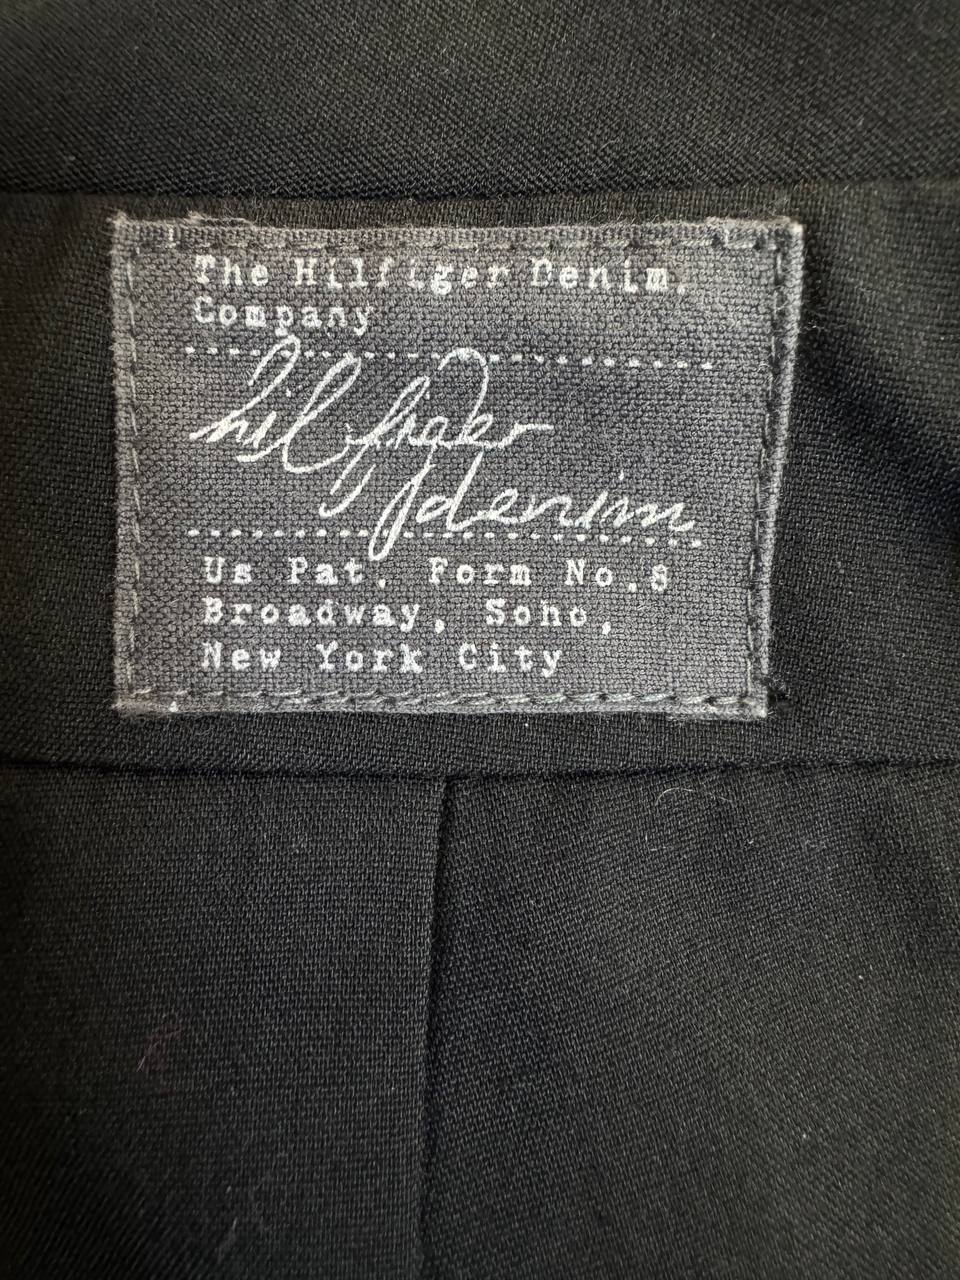 The Hilfiger Denim.
Company
hilfiger
denim
Us Pat. Form No.8
Broadway, Soho,
New York City